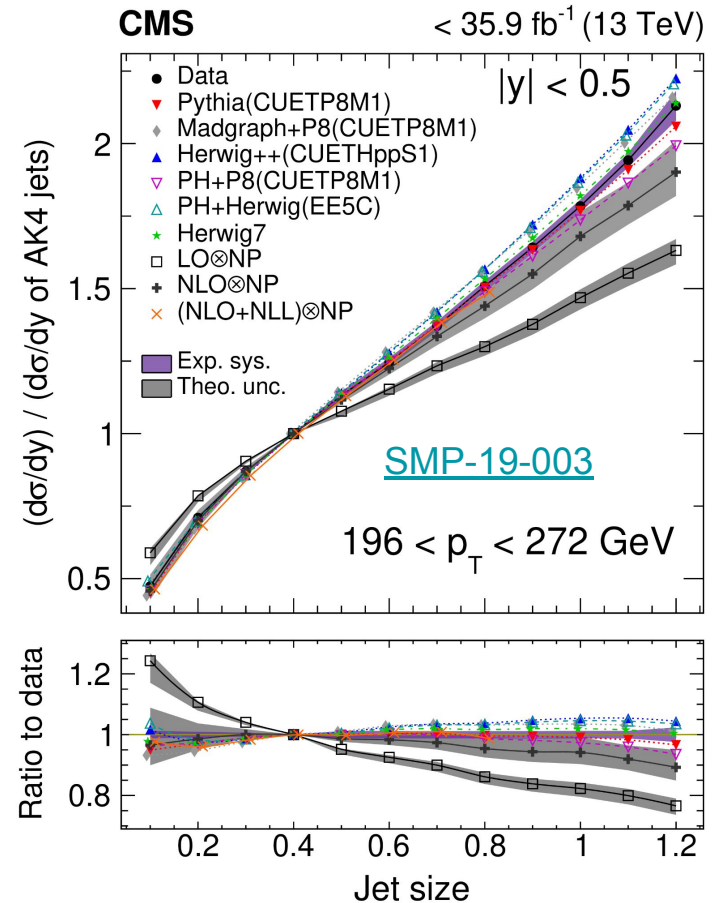 CMS
< 35.9 fb⁻¹ (13 TeV)
|y| < 0.5
Data
Pythia(CUETP8M1)
Madgraph+P8(CUETP8M1)
Herwig++(CUETHppS1)
PH+P8(CUETP8M1)
PH+Herwig(EE5C)
Herwig7
LO⊗NP
NLO⊗NP
(NLO+NLL)⊗NP
Exp. sys.
Theo. unc.
SMP-19-003
196 < p_T < 272 GeV
(dσ/dy) / (dσ/dy of AK4 jets)
2
1.5
1
0.5
Ratio to data
1.2
1
0.8
0.2 0.4 0.6 0.8 1 1.2
Jet size